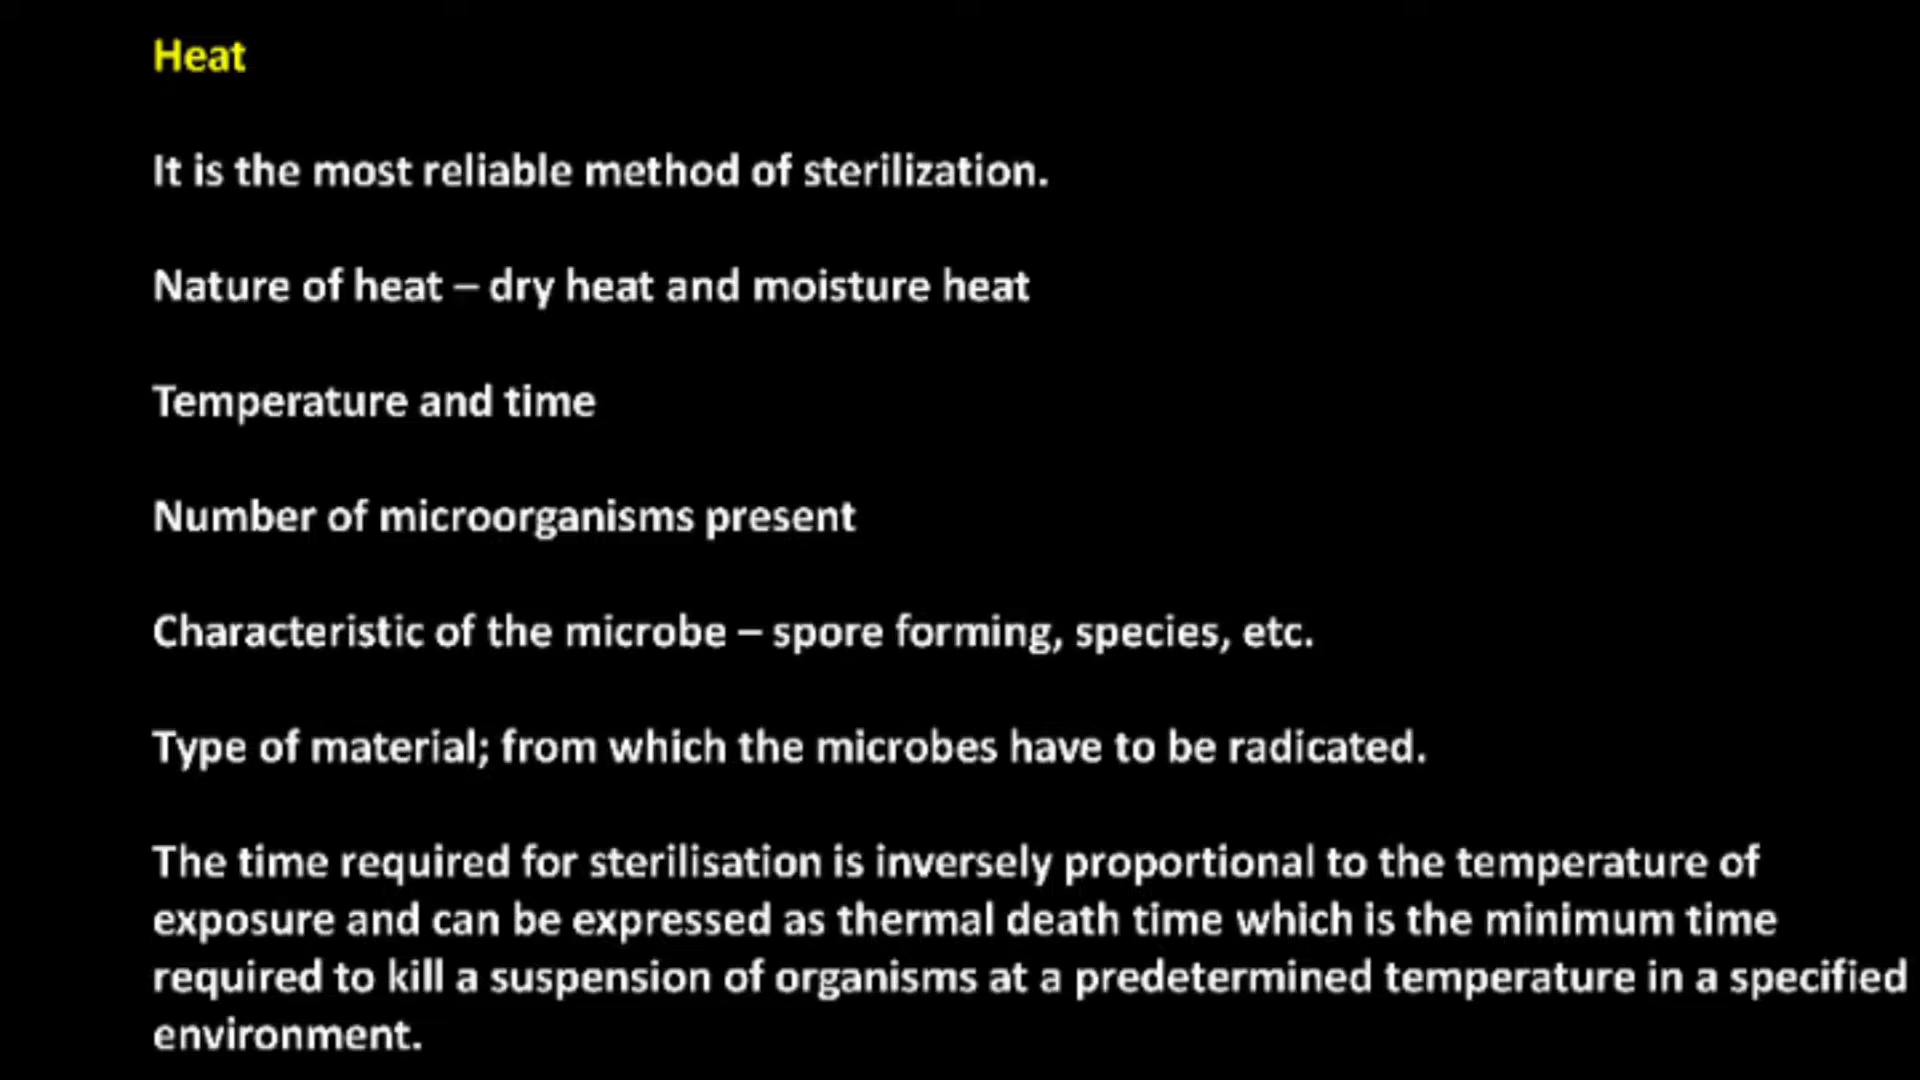 Heat
It is the most reliable method of sterilization.
Nature of heat – dry heat and moisture heat
Temperature and time
Number of microorganisms present
Characteristic of the microbe – spore forming, species, etc.
Type of material; from which the microbes have to be radicated.
The time required for sterilisation is inversely proportional to the temperature of
exposure and can be expressed as thermal death time which is the minimum time
required to kill a suspension of organisms at a predetermined temperature in a specified
environment.